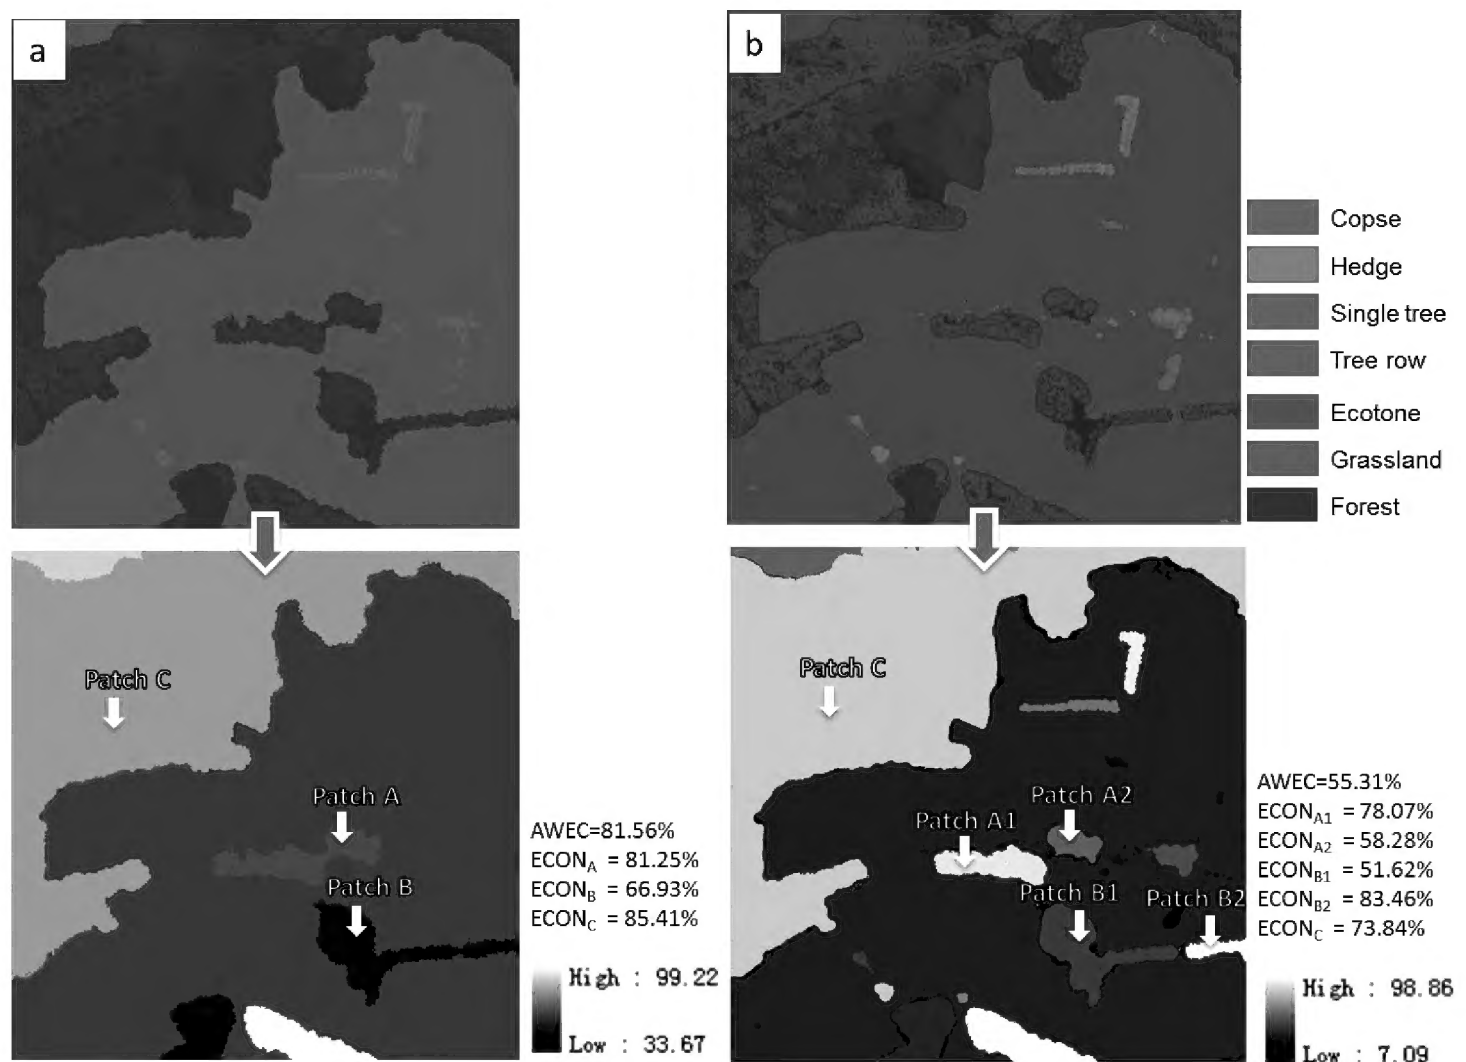 a
b
Copse
Hedge
Single tree
Tree row
Ecotone
Grassland
Forest
Patch C
Patch A
Patch B
AWEC=81.56%
ECONA = 81.25%
ECONB = 66.93%
ECONC = 85.41%
High : 99.22
Low : 33.67
Patch C
Patch A2
Patch A1
Patch B1
Patch B2
AWEC=55.31%
ECONA1 = 78.07%
ECONA2 = 58.28%
ECONB1 = 51.62%
ECONB2 = 83.46%
ECONC = 73.84%
High : 98.86
Low : 7.09